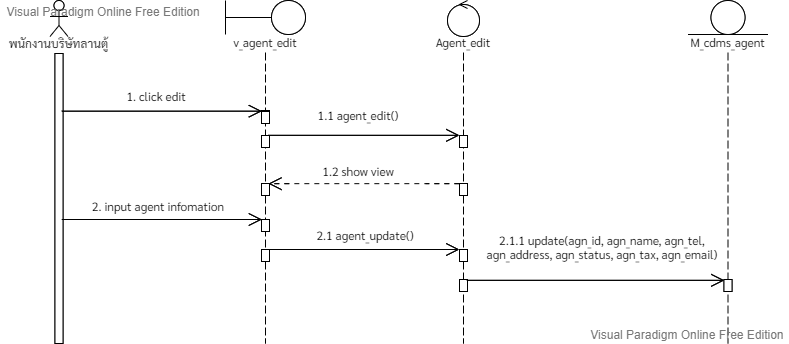 Visual Paradigm Online Free Edition
พนักงานบริษัทลานตู้
v_agent_edit
Agent_edit
M_cdms_agent
1. click edit
1.1 agent_edit()
1.2 show view
2. input agent infomation
2.1 agent_update()
2.1.1 update(agn_id, agn_name, agn_tel,
agn_address, agn_status, agn_tax, agn_email)
Visual Paradigm Online Free Edition